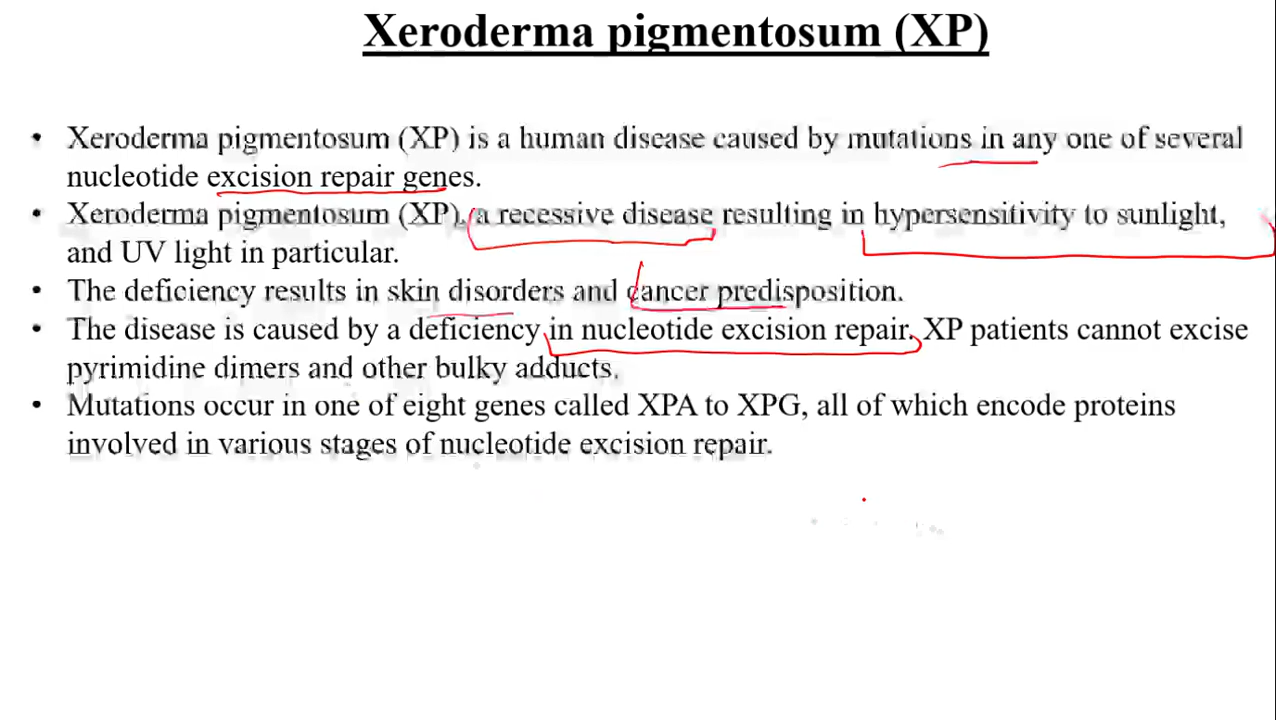 Xeroderma pigmentosum (XP)
• Xeroderma pigmentosum (XP) is a human disease caused by mutations in any one of several
nucleotide excision repair genes.
• Xeroderma pigmentosum (XP), a recessive disease resulting in hypersensitivity to sunlight,
and UV light in particular.
• The deficiency results in skin disorders and cancer predisposition.
• The disease is caused by a deficiency in nucleotide excision repair. XP patients cannot excise
pyrimidine dimers and other bulky adducts.
• Mutations occur in one of eight genes called XPA to XPG, all of which encode proteins
involved in various stages of nucleotide excision repair.